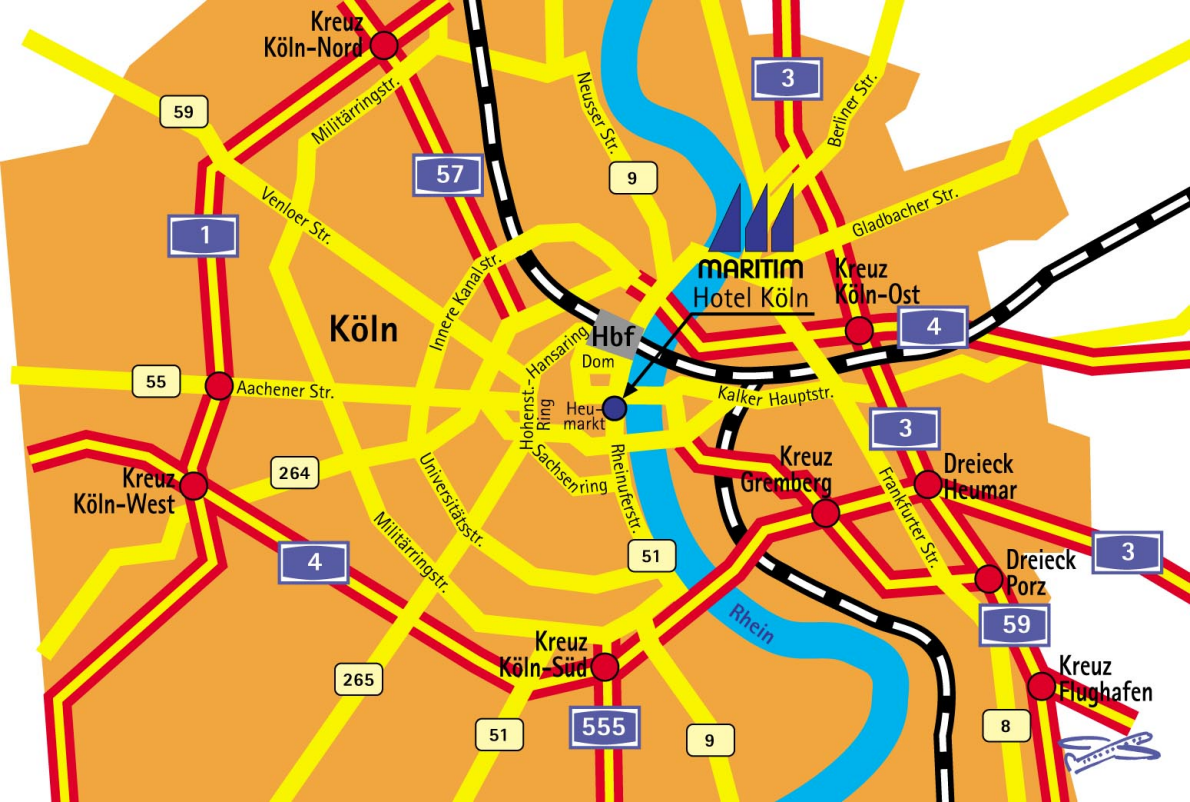 Kreuz
Köln-Nord
3
59
Militärringstr.
Neusser Str.
Berliner Str.
57
9
1
Venloer Str.
Gladbacher Str.
Innere Kanalstr.
MARITIM
Hotel Köln
Kreuz
Köln-Ost
4
Köln
Hbf
Dom
Hansaring
55
Aachener Str.
Hohenst.-
Ring
Heu-
markt
Kalker Hauptstr.
3
264
Universitätsstr.
Sachsenring
Rheinuferstr.
Kreuz
Gremberg
Dreieck
Heumar
Kreuz
Köln-West
Frankfurter Str.
Militärringstr.
4
51
3
Dreieck
Porz
Rhein
59
Kreuz
Köln-Süd
265
Kreuz
Flughafen
51
555
9
8